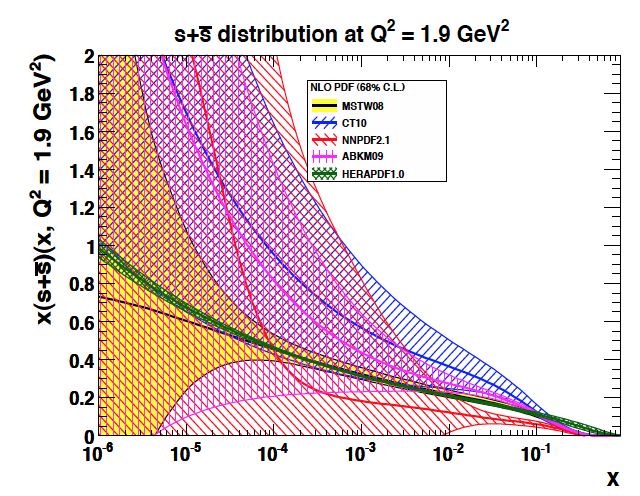 s+s̅ distribution at Q² = 1.9 GeV²
x(s+s̅)(x, Q² = 1.9 GeV²)
NLO PDF (68% C.L.)
MSTW08
CT10
NNPDF2.1
ABKM09
HERAPDF1.0
2
1.8
1.6
1.4
1.2
1
0.8
0.6
0.4
0.2
0
10⁻⁶ 10⁻⁵ 10⁻⁴ 10⁻³ 10⁻² 10⁻¹
x